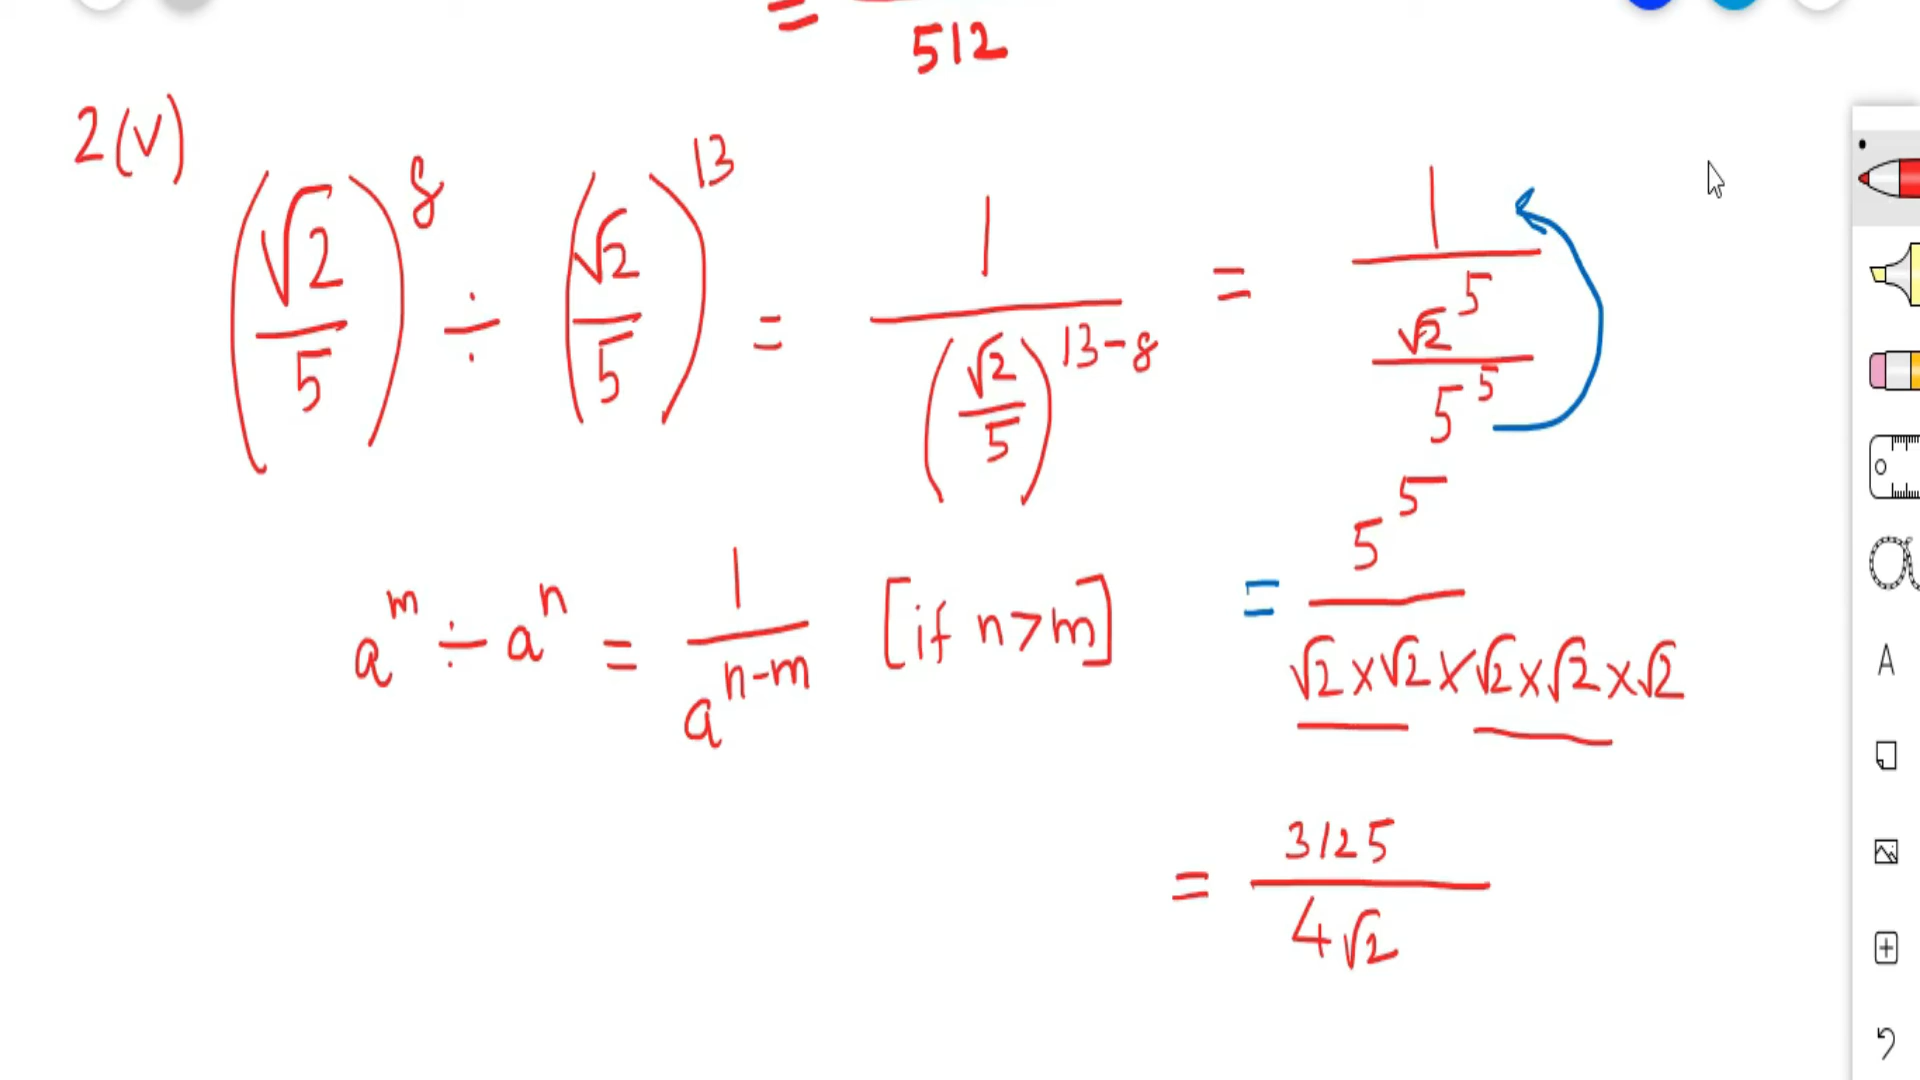 = 512
2(v)
(√2/5)^8 ÷ (√2/5)^13 = 1/(√2/5)^13-8 = 1/(√2^5/5^5)
a^m ÷ a^n = 1/a^n-m [if n>m]
= 5^5/√2×√2×√2×√2×√2
= 3125/4√2
A